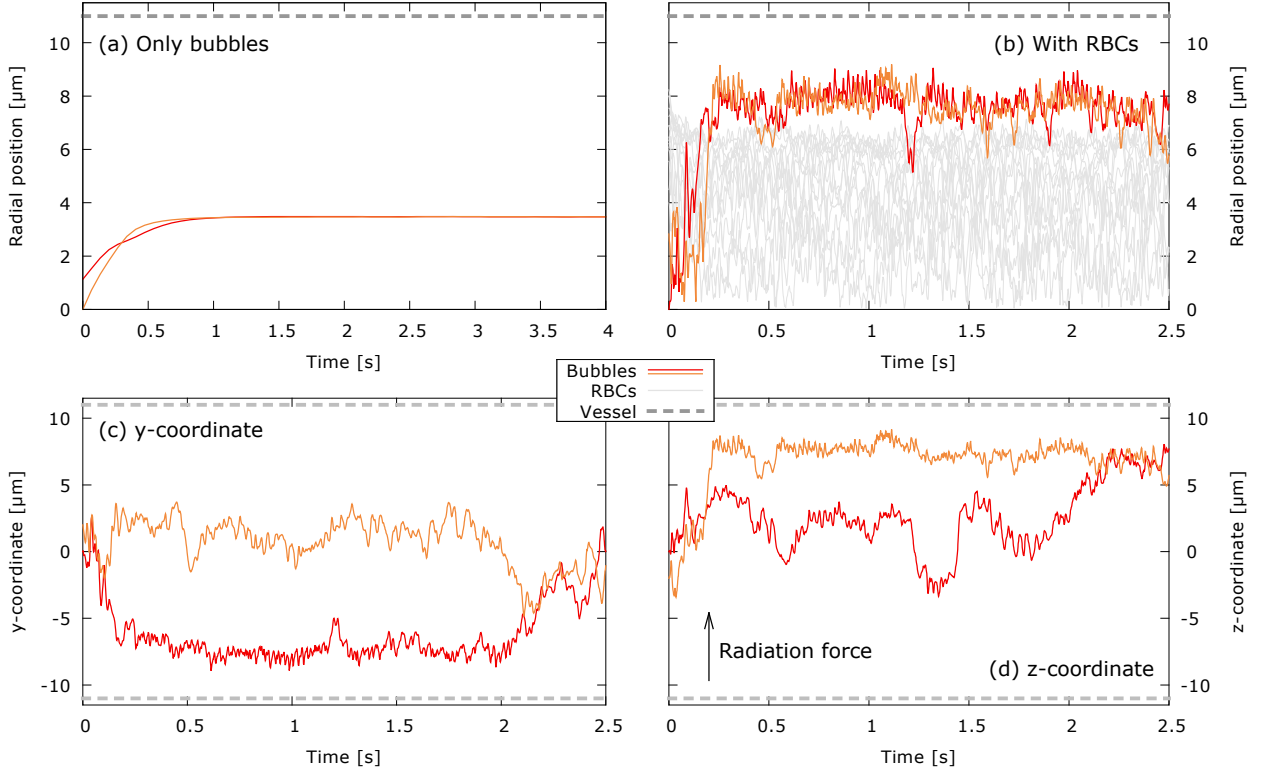 (a) Only bubbles
Radial position [µm]
10
8
6
4
2
0
0 0.5 1 1.5 2 2.5 3 3.5 4
Time [s]
(b) With RBCs
Radial position [µm]
10
8
6
4
2
0
0 0.5 1 1.5 2 2.5
Time [s]
Bubbles
RBCs
Vessel
(c) y-coordinate
y-coordinate [µm]
10
5
0
-5
-10
0 0.5 1 1.5 2 2.5
Time [s]
Radiation force
(d) z-coordinate
z-coordinate [µm]
10
5
0
-5
-10
0 0.5 1 1.5 2 2.5
Time [s]